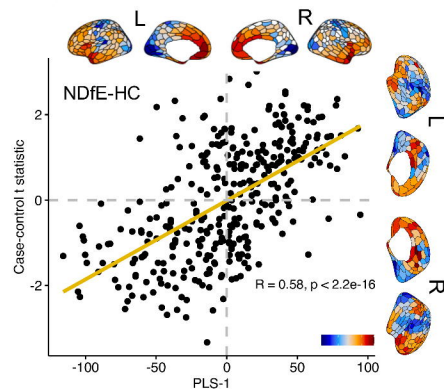 L R
NDfE-HC
Case-control t statistic
2
0
-2
R = 0.58, p < 2.2e-16
-100 -50 0 50 100
PLS-1
L
R